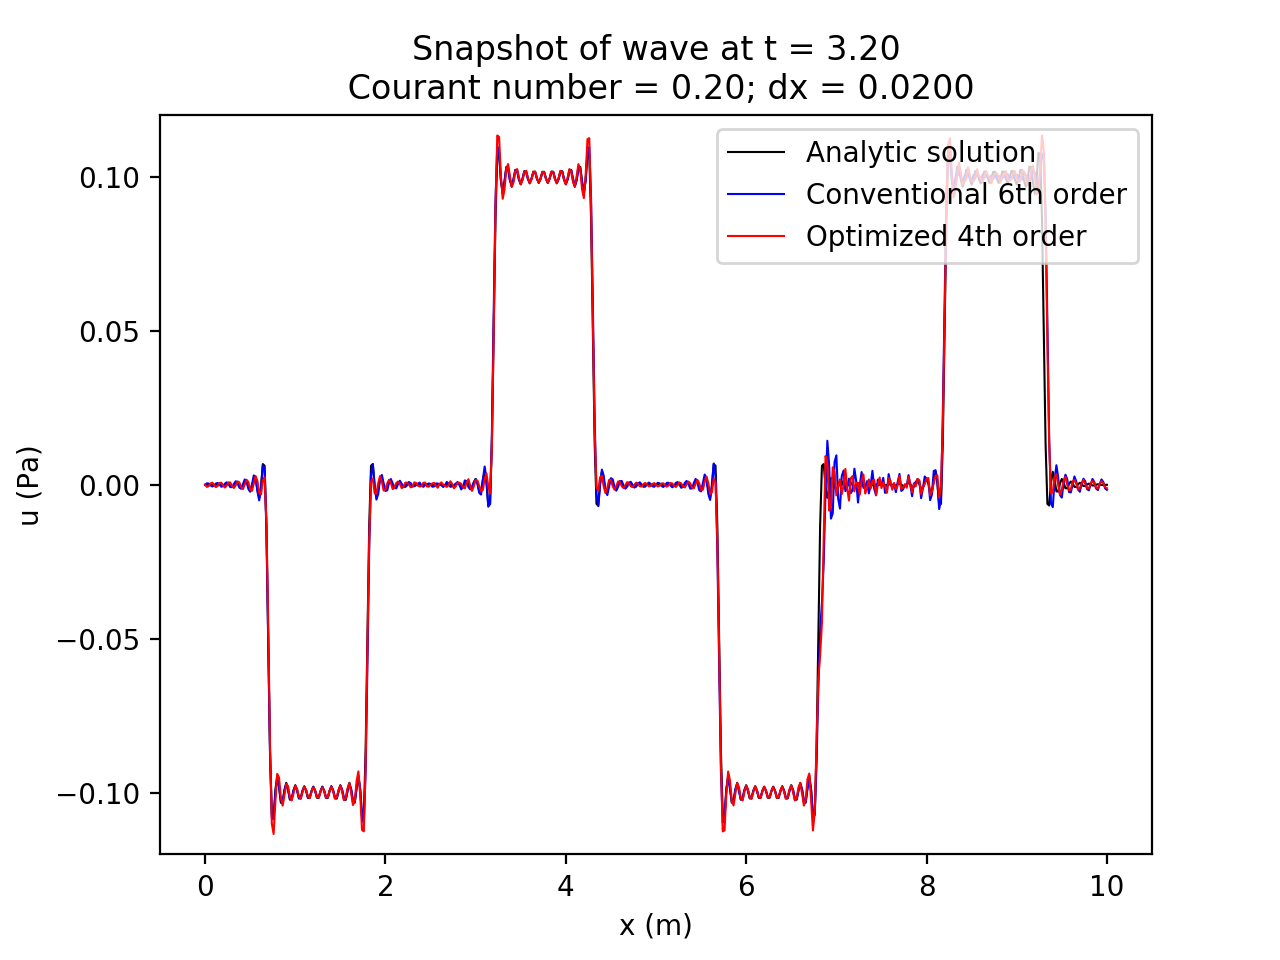 Snapshot of wave at t = 3.20
Courant number = 0.20; dx = 0.0200
Analytic solution
Conventional 6th order
Optimized 4th order
0.10
0.05
0.00
−0.05
−0.10
u (Pa)
0 2 4 6 8 10
x (m)